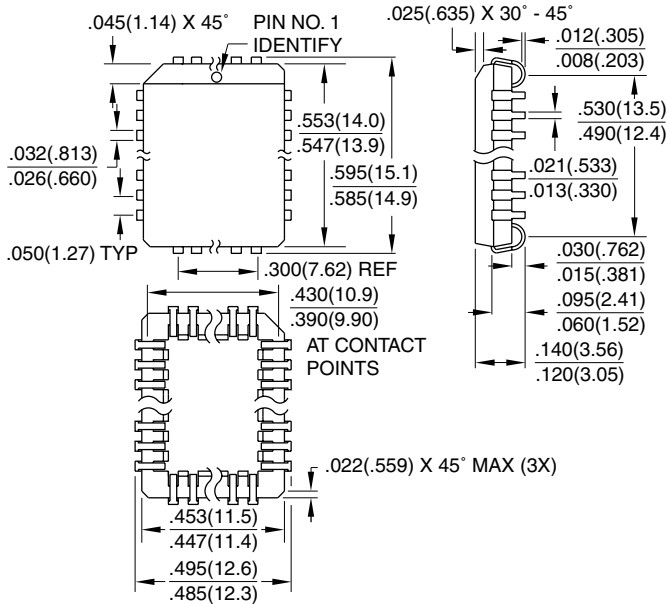 .045(1.14) X 45°
PIN NO. 1
IDENTIFY
.025(.635) X 30° - 45°
.012(.305)
.008(.203)
.553(14.0)
.547(13.9)
.530(13.5)
.490(12.4)
.032(.813)
.026(.660)
.595(15.1)
.585(14.9)
.021(.533)
.013(.330)
.050(1.27) TYP
.300(7.62) REF
.030(.762)
.015(.381)
.430(10.9)
.390(9.90)
AT CONTACT
POINTS
.095(2.41)
.060(1.52)
.140(3.56)
.120(3.05)
.022(.559) X 45° MAX (3X)
.453(11.5)
.447(11.4)
.495(12.6)
.485(12.3)